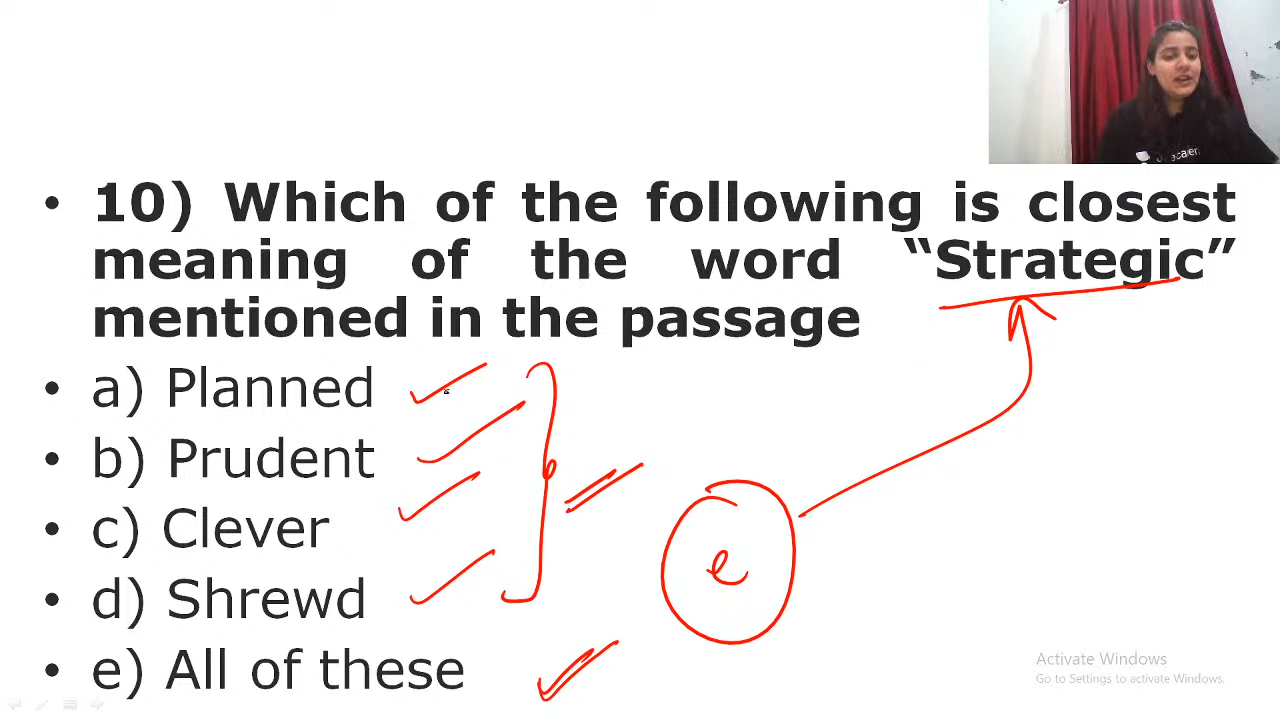 • 10) Which of the following is closest
meaning of the word “Strategic”
mentioned in the passage
• a) Planned
• b) Prudent
• c) Clever
• d) Shrewd
• e) All of these
e
Activate Windows
Go to Settings to activate Windows.